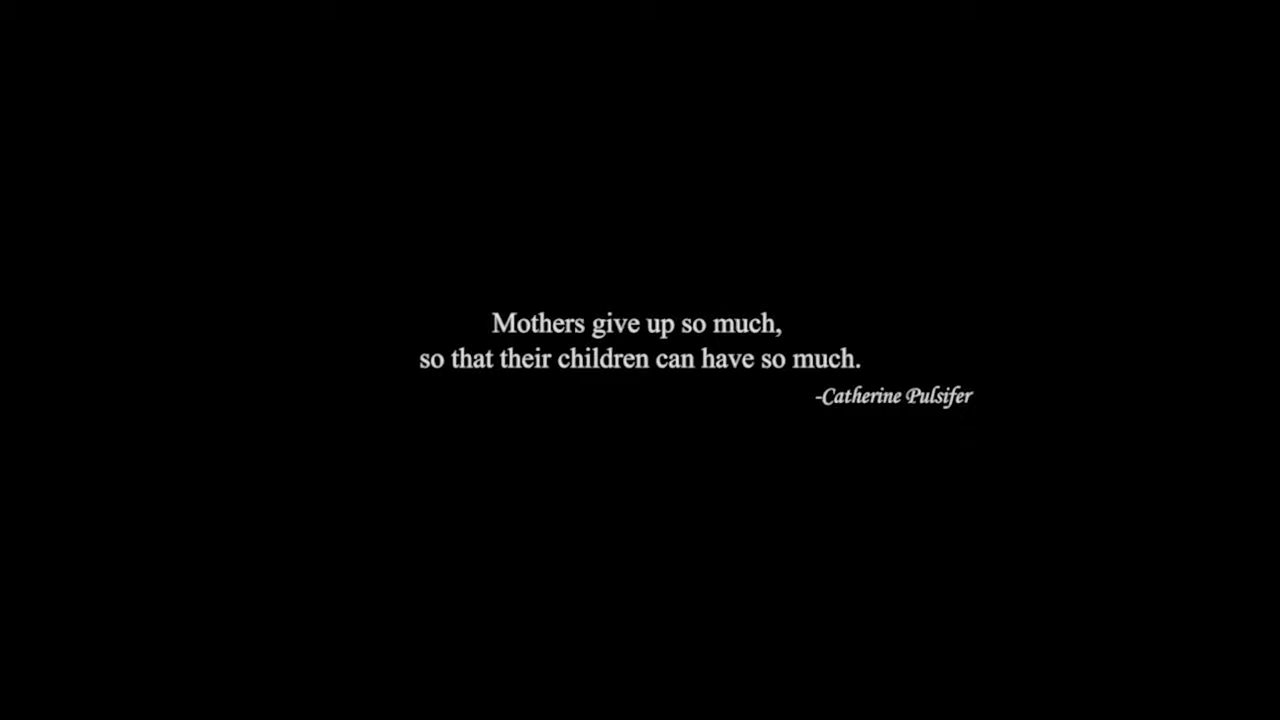 Mothers give up so much,
so that their children can have so much.
-Catherine Pulsifer